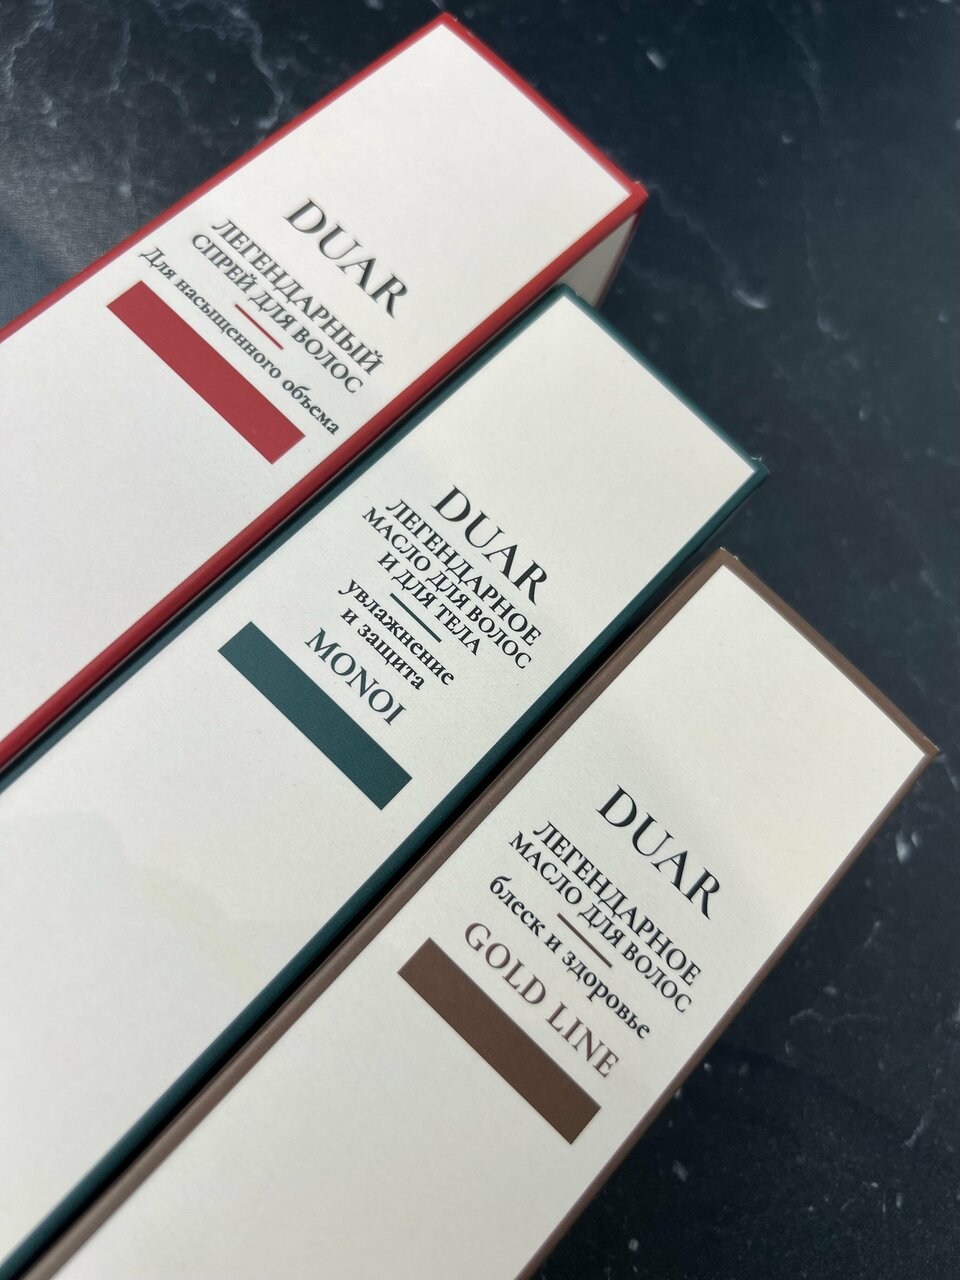 DUAR
ЛЕГЕНДАРНЫЙ
СПРЕЙ ДЛЯ ВОЛОС
Для насыщенного объема
DUAR
ЛЕГЕНДАРНОЕ
МАСЛО ДЛЯ ВОЛОС
И ДЛЯ ТЕЛА
увлажнение
и защита
MONOI
DUAR
ЛЕГЕНДАРНОЕ
МАСЛО ДЛЯ ВОЛОС
блеск и здоровье
GOLD LINE